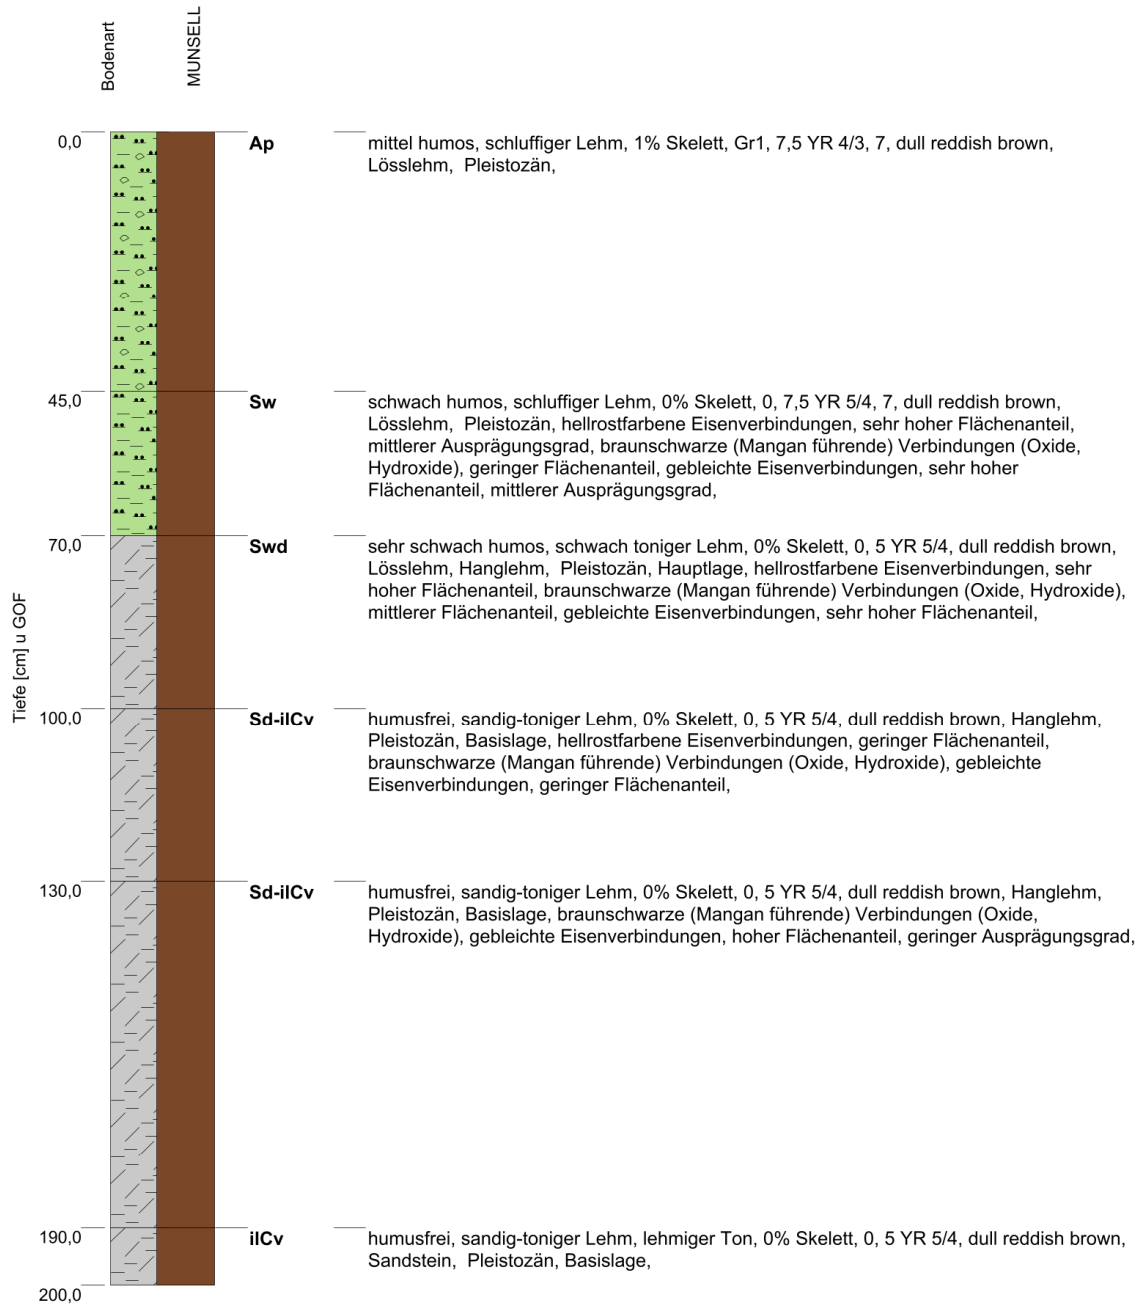 Bodenart
MUNSELL
0,0
Ap
mittel humos, schluffiger Lehm, 1% Skelett, Gr1, 7,5 YR 4/3, 7, dull reddish brown,
Lösslehm, Pleistozän,
45,0
Sw
schwach humos, schluffiger Lehm, 0% Skelett, 0, 7,5 YR 5/4, 7, dull reddish brown,
Lösslehm, Pleistozän, hellrostfarbene Eisenverbindungen, sehr hoher Flächenanteil,
mittlerer Ausprägungsgrad, braunschwarze (Mangan führende) Verbindungen (Oxide,
Hydroxide), geringer Flächenanteil, gebleichte Eisenverbindungen, sehr hoher
Flächenanteil, mittlerer Ausprägungsgrad,
70,0
Swd
sehr schwach humos, schwach toniger Lehm, 0% Skelett, 0, 5 YR 5/4, dull reddish brown,
Lösslehm, Hanglehm, Pleistozän, Hauptlage, hellrostfarbene Eisenverbindungen, sehr
hoher Flächenanteil, braunschwarze (Mangan führende) Verbindungen (Oxide, Hydroxide),
mittlerer Flächenanteil, gebleichte Eisenverbindungen, sehr hoher Flächenanteil,
Tiefe [cm] u GOF
100,0
Sd-ilCv
humusfrei, sandig-toniger Lehm, 0% Skelett, 0, 5 YR 5/4, dull reddish brown, Hanglehm,
Pleistozän, Basislage, hellrostfarbene Eisenverbindungen, geringer Flächenanteil,
braunschwarze (Mangan führende) Verbindungen (Oxide, Hydroxide), gebleichte
Eisenverbindungen, geringer Flächenanteil,
130,0
Sd-ilCv
humusfrei, sandig-toniger Lehm, 0% Skelett, 0, 5 YR 5/4, dull reddish brown, Hanglehm,
Pleistozän, Basislage, braunschwarze (Mangan führende) Verbindungen (Oxide,
Hydroxide), gebleichte Eisenverbindungen, hoher Flächenanteil, geringer Ausprägungsgrad,
190,0
ilCv
humusfrei, sandig-toniger Lehm, lehmiger Ton, 0% Skelett, 0, 5 YR 5/4, dull reddish brown,
Sandstein, Pleistozän, Basislage,
200,0